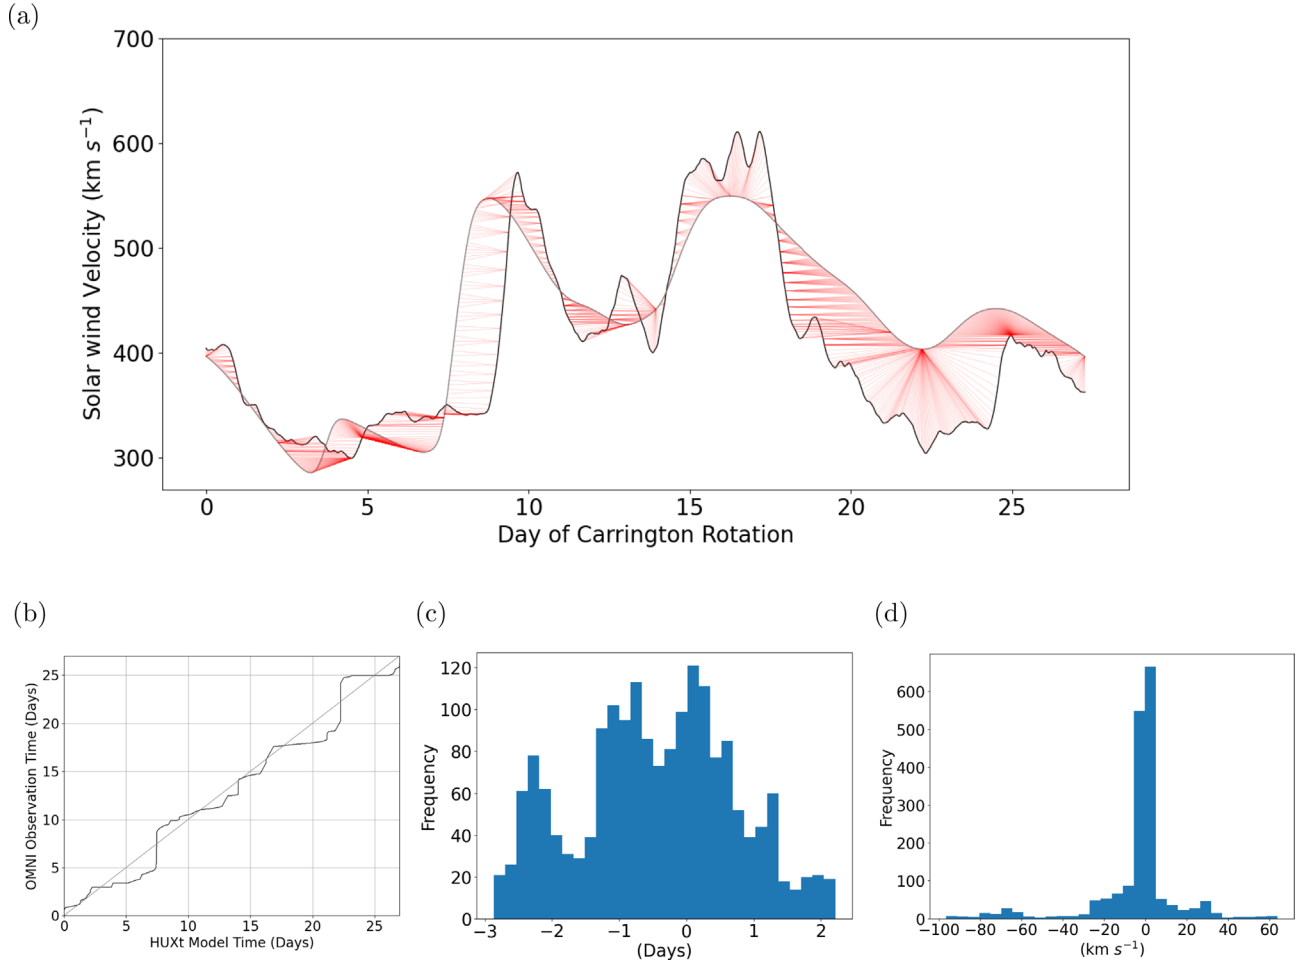 (a)
700
600
500
400
300
Solar wind Velocity (km s⁻¹)
0 5 10 15 20 25
Day of Carrington Rotation
(b)
25
20
15
10
5
0
OMNI Observation Time (Days)
0 5 10 15 20 25
HUXt Model Time (Days)
(c)
120
100
80
60
40
20
0
Frequency
−3 −2 −1 0 1 2
(Days)
(d)
600
500
400
300
200
100
0
Frequency
−100 −80 −60 −40 −20 0 20 40 60
(km s⁻¹)